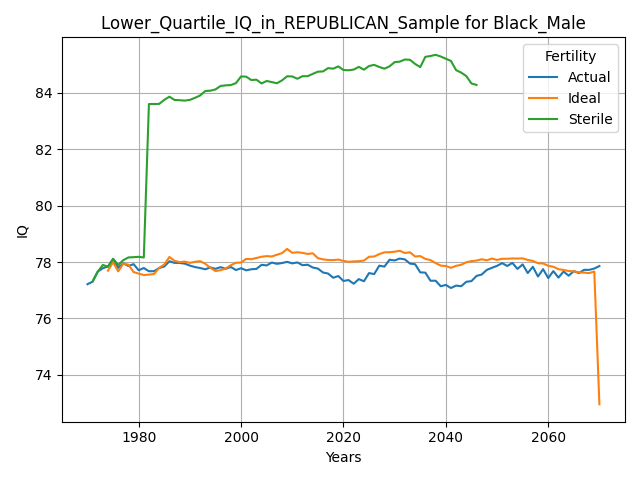 Lower_Quartile_IQ_in_REPUBLICAN_Sample for Black_Male
Fertility
Actual
Ideal
Sterile
IQ
84
82
80
78
76
74
1980
2000
2020
2040
2060
Years